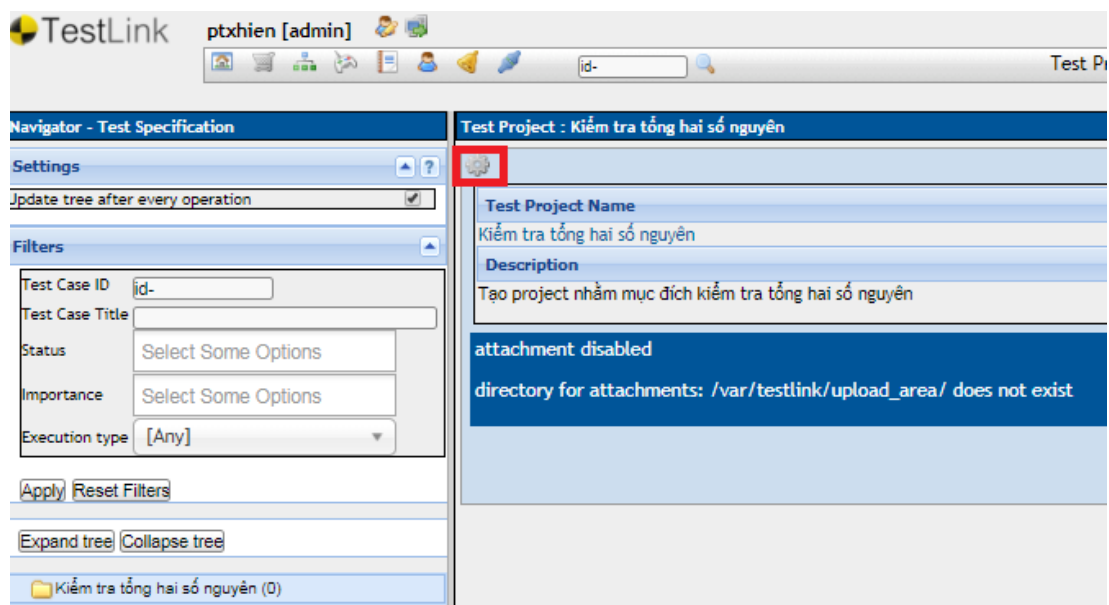 TestLink
ptxhien [admin]
id-
Test Pr
Navigator - Test Specification
Settings
?
Update tree after every operation
Filters
Test Case ID
id-
Test Case Title
Status
Select Some Options
Importance
Select Some Options
Execution type
[Any]
Apply Reset Filters
Expand tree Collapse tree
Kiểm tra tổng hai số nguyên (0)
Test Project : Kiểm tra tổng hai số nguyên
Test Project Name
Kiểm tra tổng hai số nguyên
Description
Tạo project nhằm mục đích kiểm tra tổng hai số nguyên
attachment disabled
directory for attachments: /var/testlink/upload_area/ does not exist